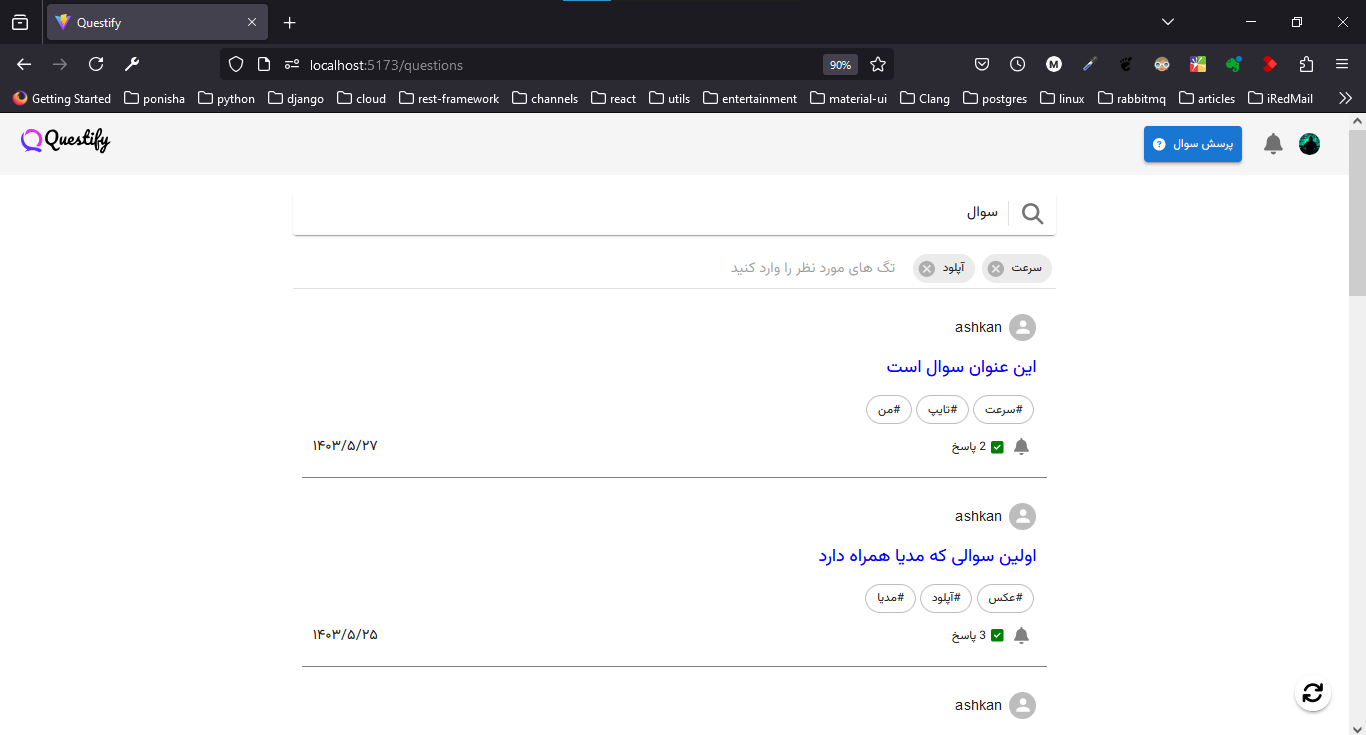 Questify
localhost:5173/questions
90%
Getting Started ponisha python django cloud rest-framework channels react utils entertainment material-ui Clang postgres linux rabbitmq articles iRedMail
Questify
پرسش سوال
سوال
سرعت آپلود تگ های مورد نظر را وارد کنید
ashkan
این عنوان سوال است
#سرعت #تایپ #من
2 پاسخ ۱۴۰۳/۵/۲۷
ashkan
اولین سوالی که مدیا همراه دارد
#عکس #آپلود #مدیا
3 پاسخ ۱۴۰۳/۵/۲۵
ashkan